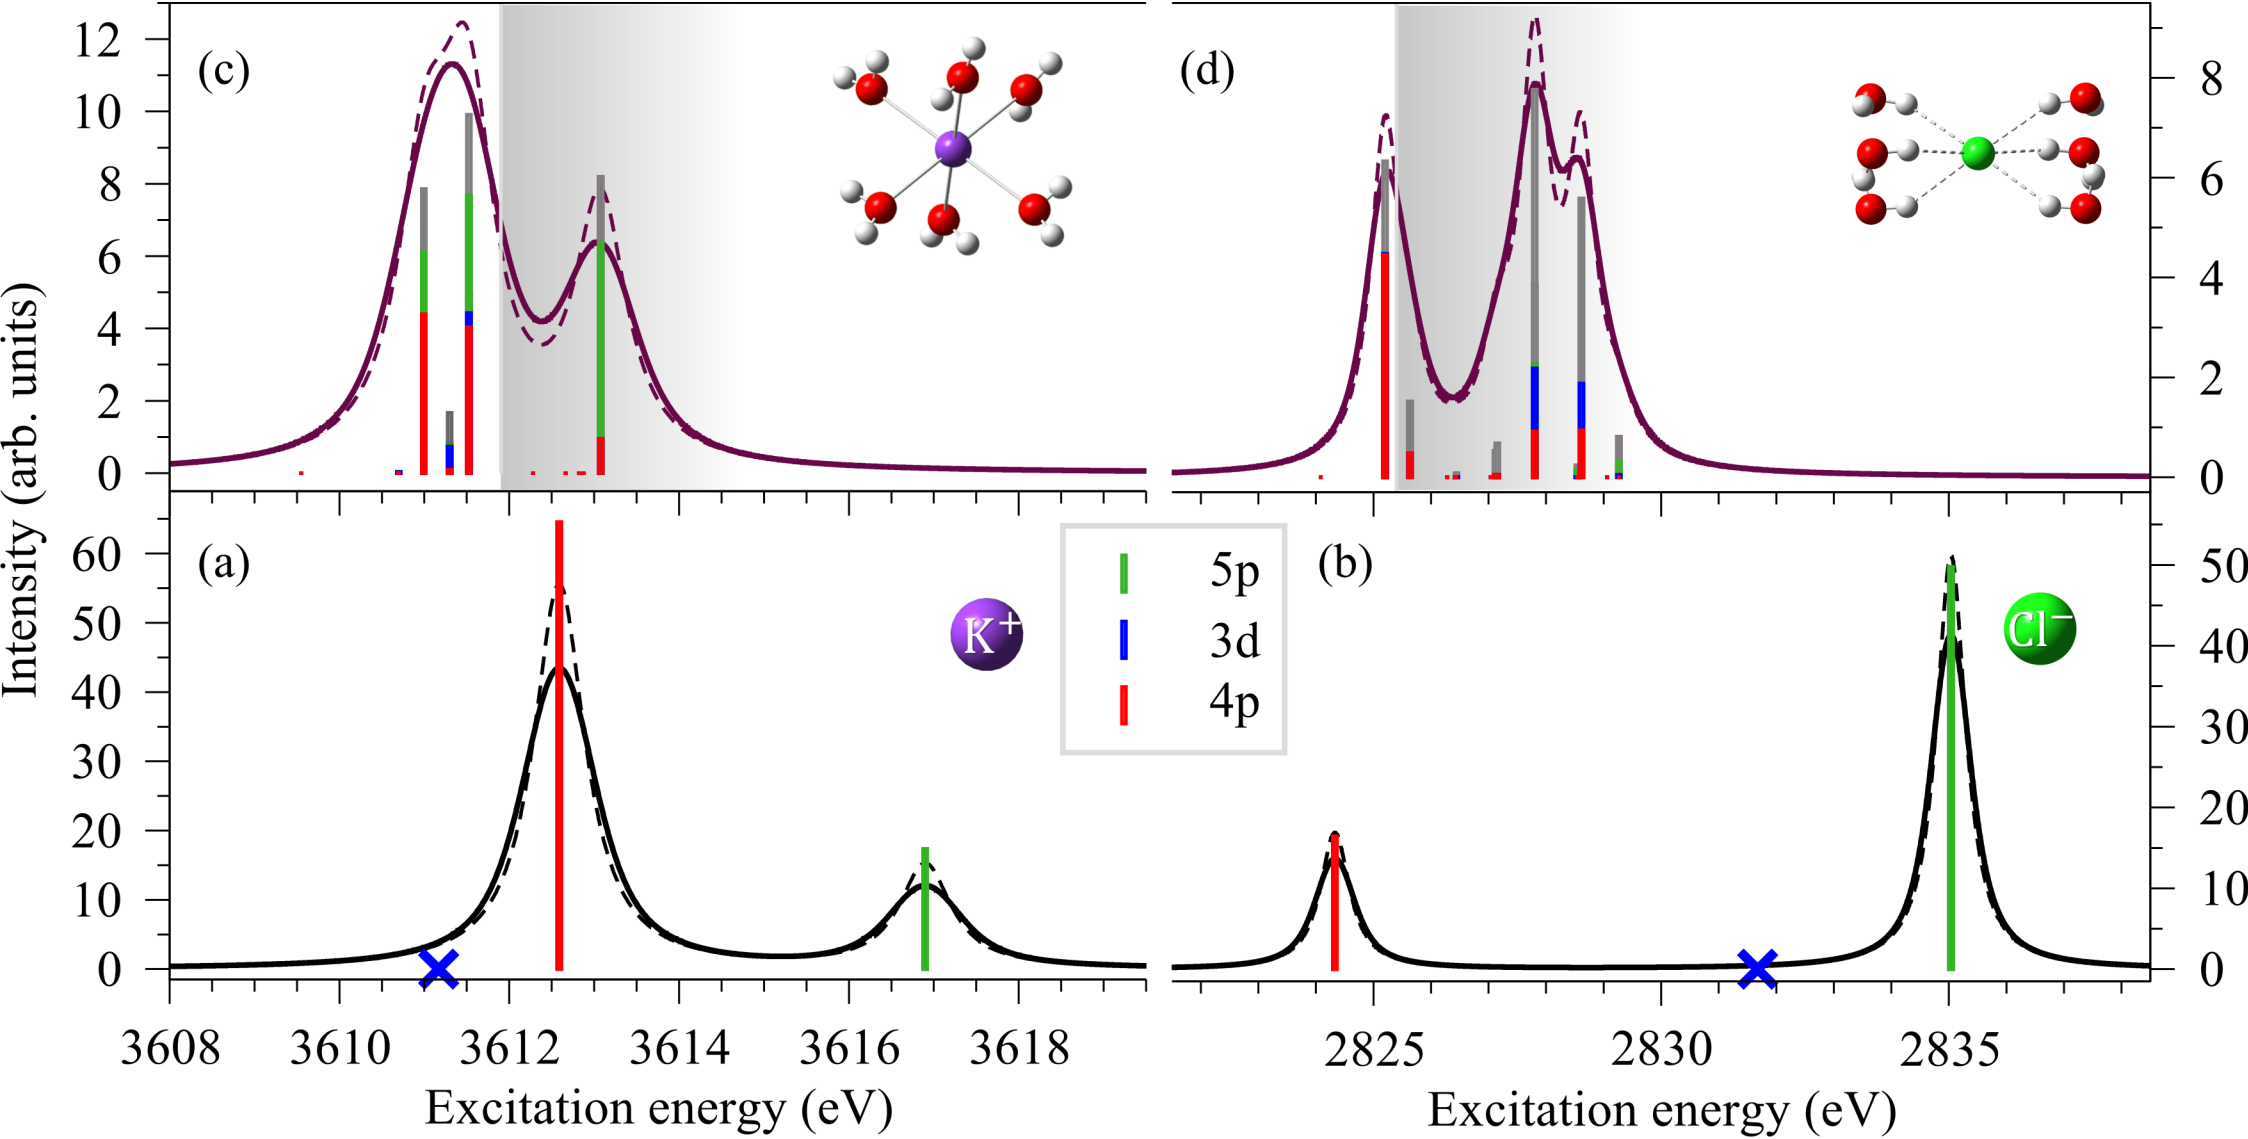 (c)
(d)
12
10
8
6
4
2
0
8
6
4
2
0
Intensity (arb. units)
(a)
(b)
60
50
40
30
20
10
0
K+
5p
3d
4p
Cl−
50
40
30
20
10
0
3608 3610 3612 3614 3616 3618
2825 2830 2835
Excitation energy (eV)
Excitation energy (eV)